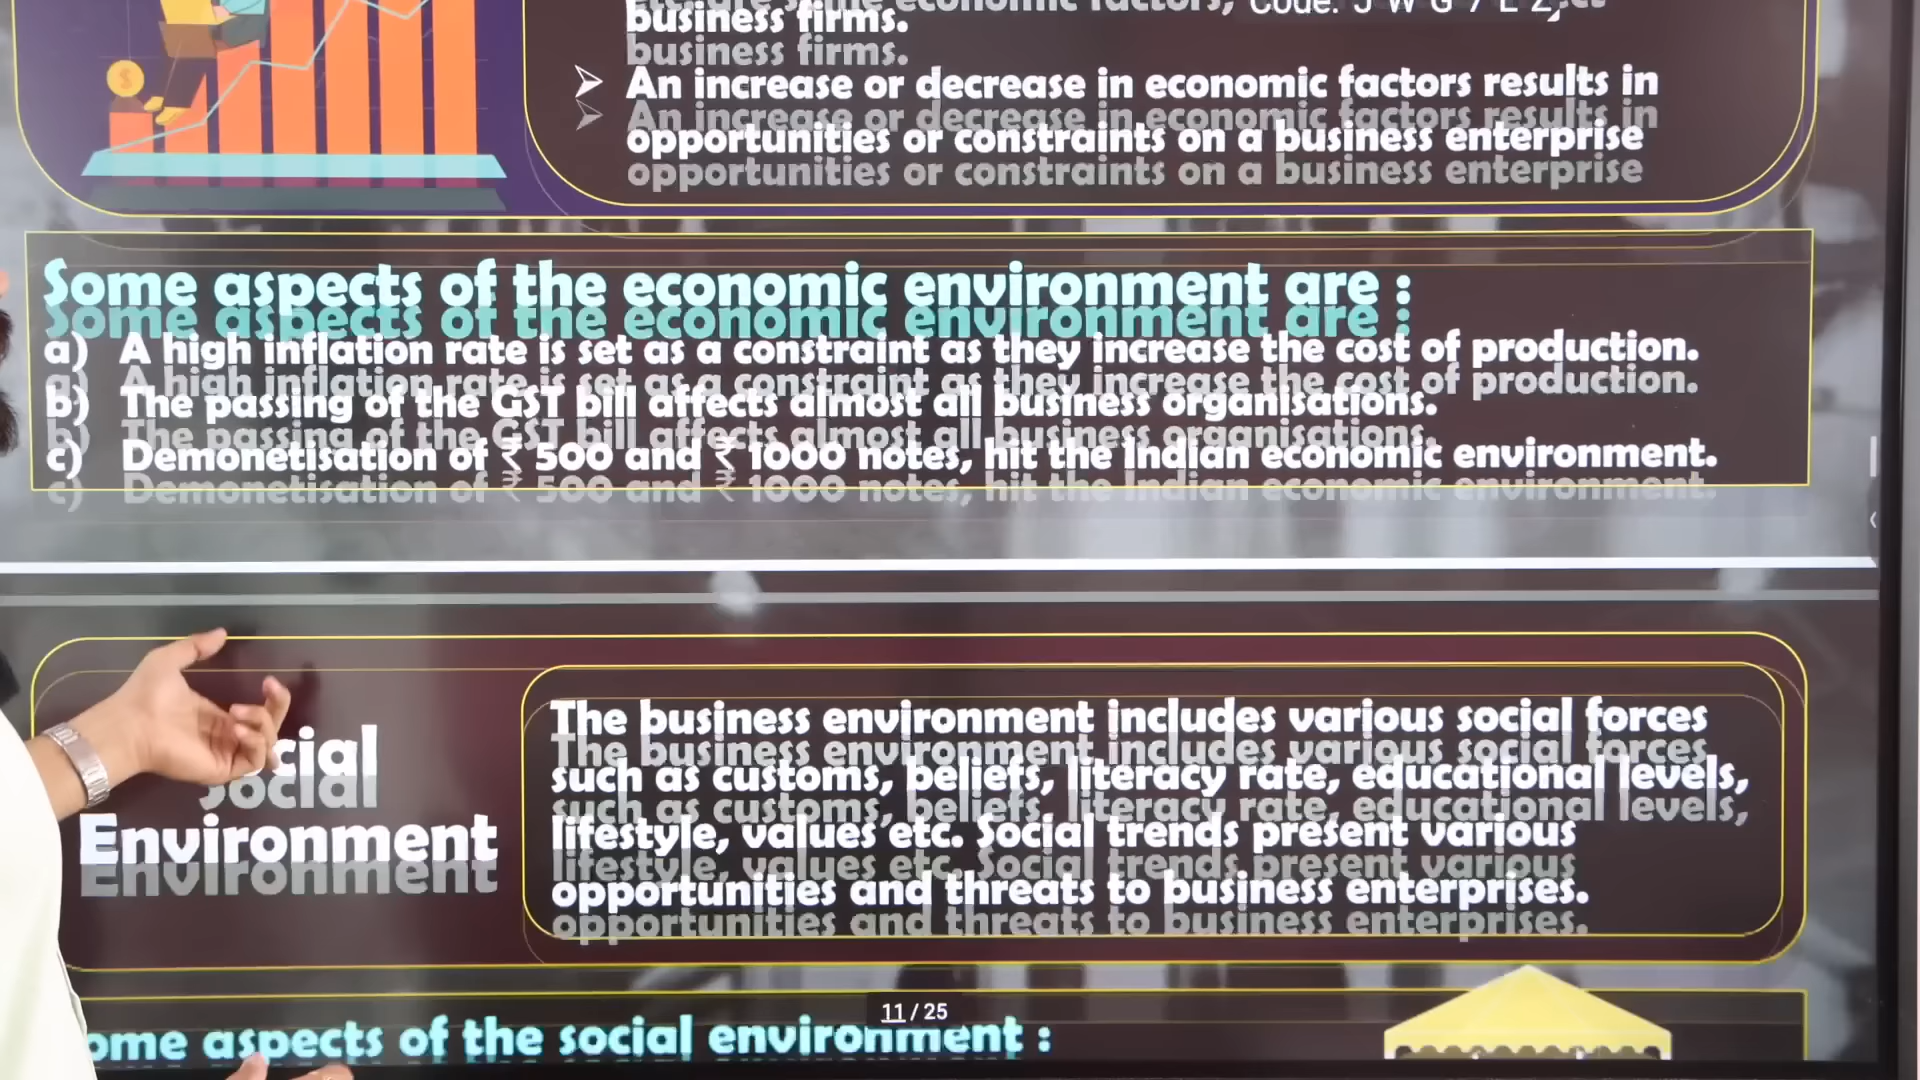 economic factors, Code: J W G 7 E Z,
business firms.
➢ An increase or decrease in economic factors results in
opportunities or constraints on a business enterprise
Some aspects of the economic environment are :
a) A high inflation rate is set as a constraint as they increase the cost of production.
b) The passing of the GST bill affects almost all business organisations.
c) Demonetisation of ₹ 500 and ₹ 1000 notes, hit the Indian economic environment.
cial
Environment
The business environment includes various social forces
such as customs, beliefs, literacy rate, educational levels,
lifestyle, values etc. Social trends present various
opportunities and threats to business enterprises.
11 / 25
ome aspects of the social environment :